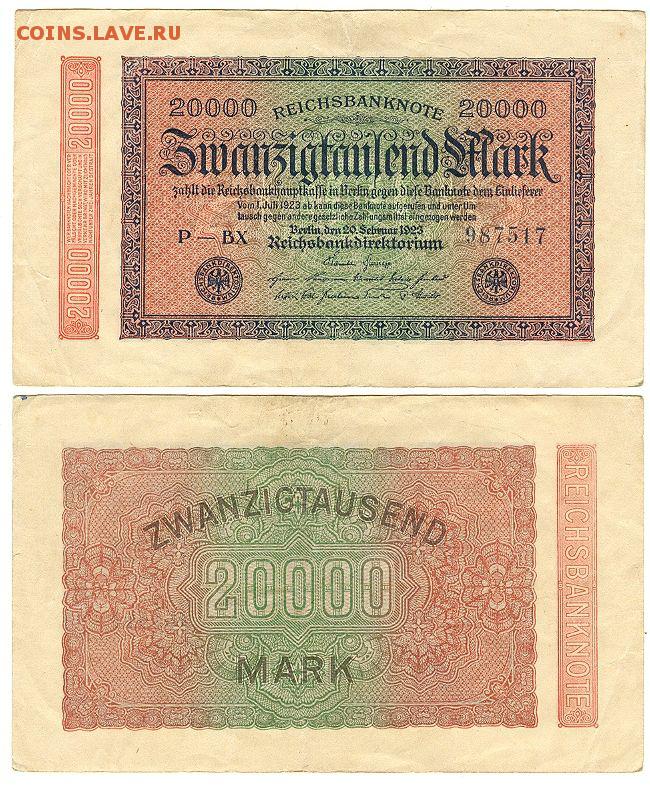 COINS.LAVE.RU
20000 REICHSBANKNOTE 20000
Zwanzigtausend Mark
zahlt die Reichsbankhauptkasse in Berlin gegen diese Banknote dem Einlieferer
Vom 1. Juli 1923 ab kann diese Banknote aufgerufen und unter Um
tausch gegen andere gesetzliche Zahlungsmittel eingezogen werden
Berlin, den 20. Februar 1923
P — BX Reichsbankdirektorium 987517
20000
20000
ZWANZIGTAUSEND
20000
MARK
REICHSBANKNOTE